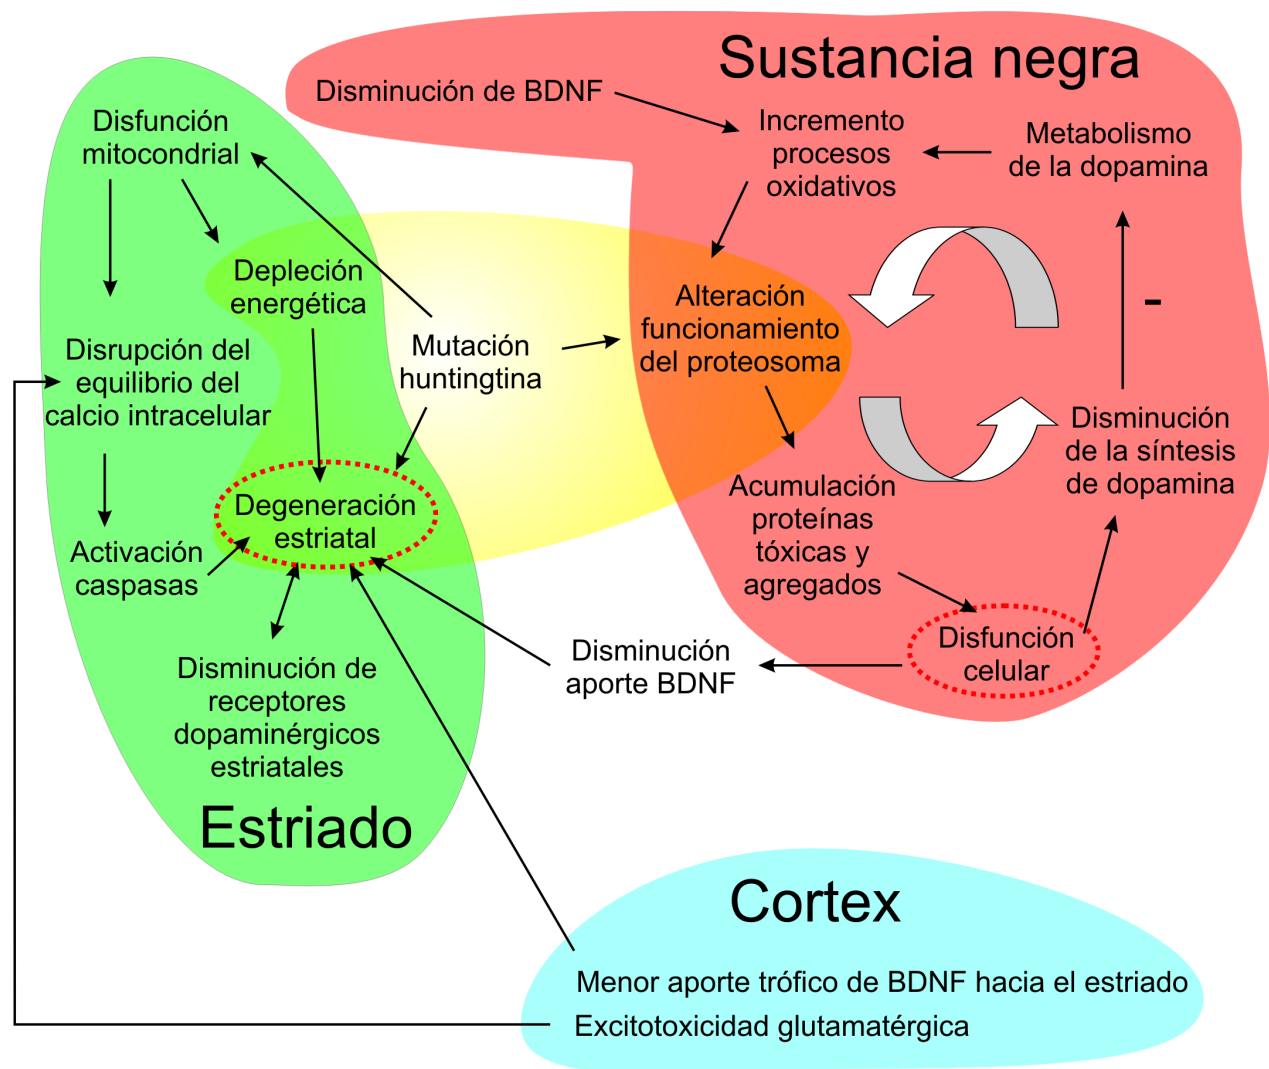 Sustancia negra
Disminución de BDNF
Incremento
procesos
oxidativos
Metabolismo
de la dopamina
Disfunción
mitocondrial
Depleción
energética
Alteración
funcionamiento
del proteosoma
-
Mutación
huntingtina
Disrupción del
equilibrio del
calcio intracelular
Disminución
de la síntesis
de dopamina
Degeneración
estriatal
Acumulación
proteínas
tóxicas y
agregados
Activación
caspasas
Disfunción
celular
Disminución
aporte BDNF
Disminución de
receptores
dopaminérgicos
estriatales
Estriado
Cortex
Menor aporte trófico de BDNF hacia el estriado
Excitotoxicidad glutamatérgica